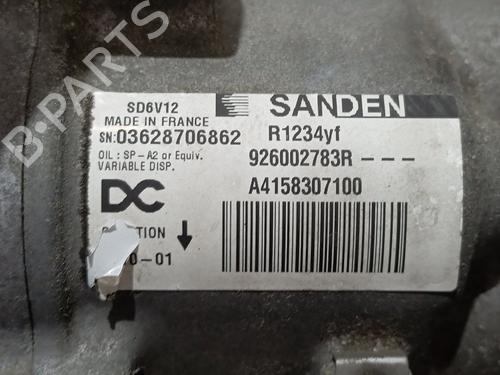 SD6V12
MADE IN FRANCE
SN:03628706862
OIL : SP-A2 or Equiv.
VARIABLE DISP.
DC
SANDEN
R1234yf
926002783R - - -
A4158307100
0-01
B-Parts